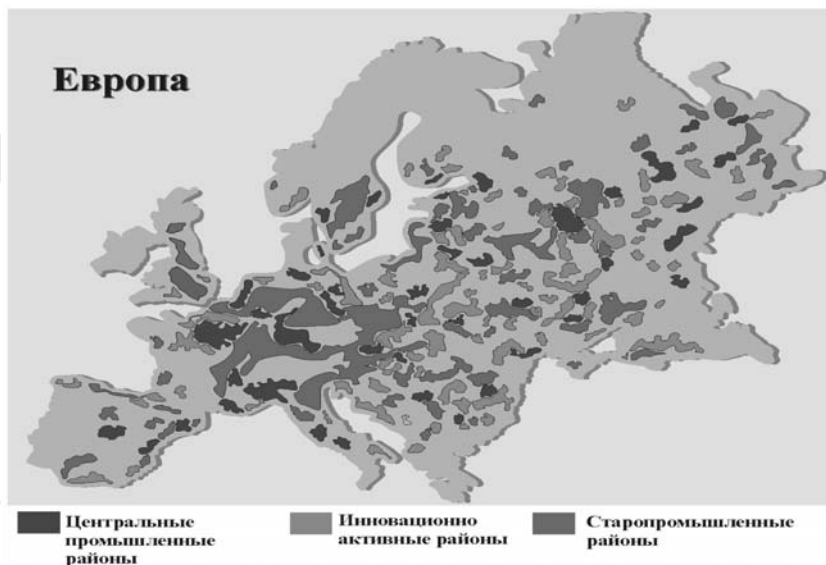 Европа
Центральные
промышленные
районы
Инновационно
активные районы
Старопромышленные
районы